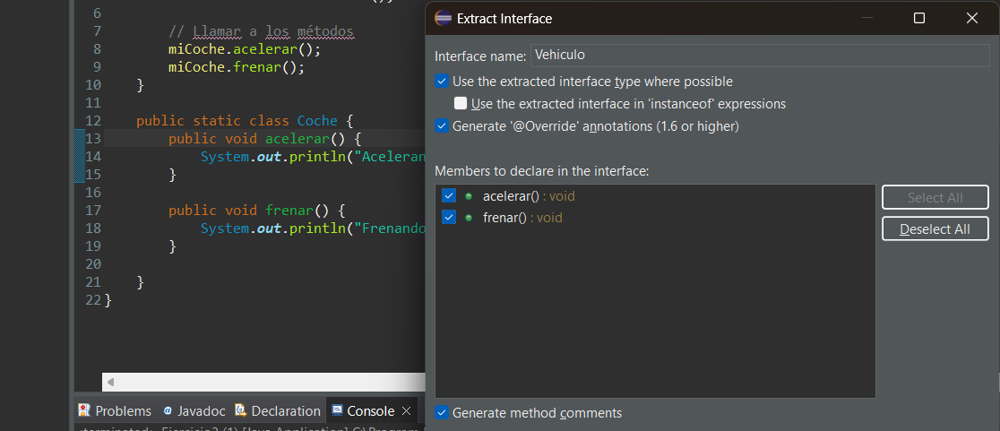 6
7 // Llamar a los métodos
8 miCoche.acelerar();
9 miCoche.frenar();
10 }
11
12 public static class Coche {
13 public void acelerar() {
14 System.out.println("Aceleran
15 }
16
17 public void frenar() {
18 System.out.println("Frenando
19 }
20
21 }
22 }
Problems Javadoc Declaration Console
Extract Interface
Interface name: Vehiculo
Use the extracted interface type where possible
Use the extracted interface in 'instanceof' expressions
Generate '@Override' annotations (1.6 or higher)
Members to declare in the interface:
acelerar() : void
frenar() : void
Select All
Deselect All
Generate method comments